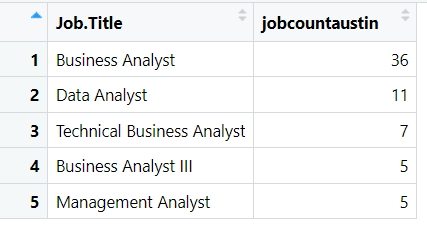 Job.Title jobcountaustin
1 Business Analyst 36
2 Data Analyst 11
3 Technical Business Analyst 7
4 Business Analyst III 5
5 Management Analyst 5